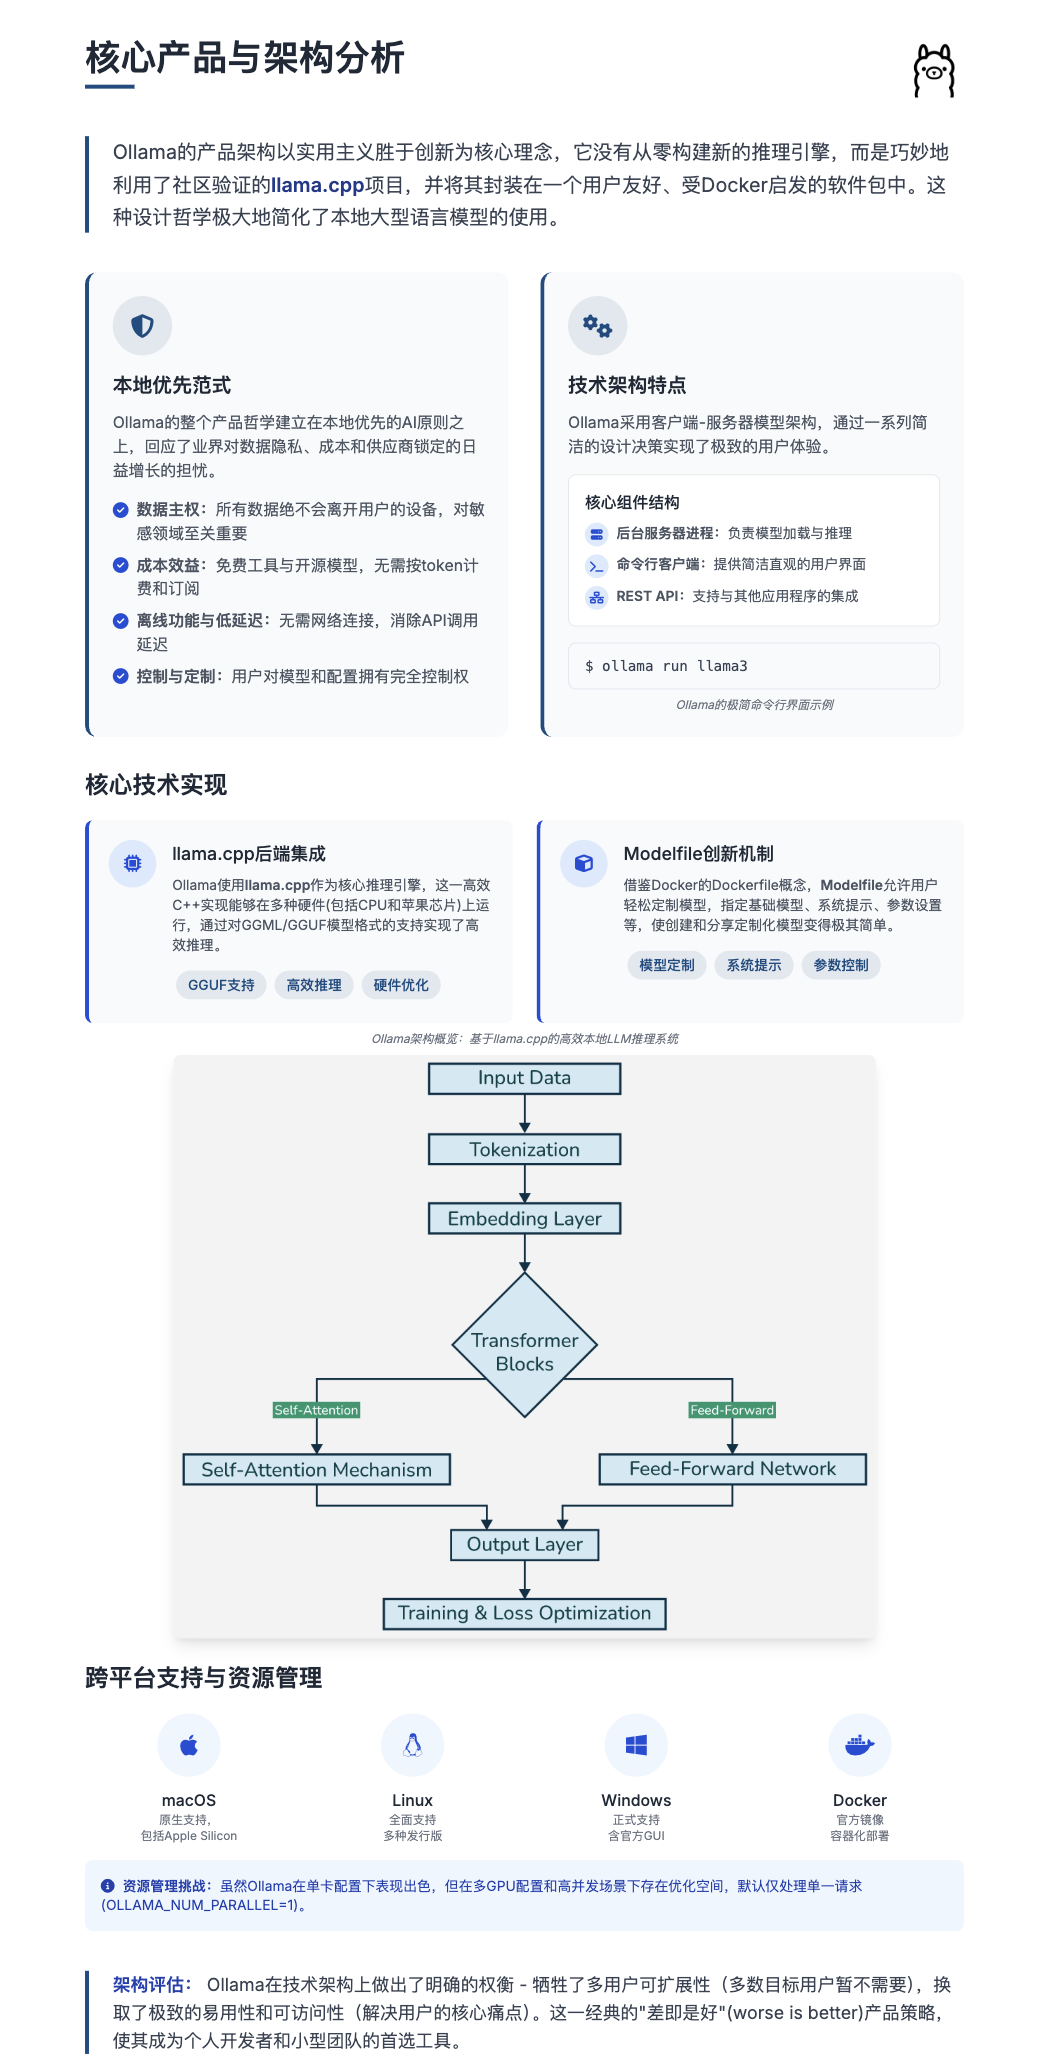 核心产品与架构分析
Ollama的产品架构以实用主义胜于创新为核心理念，它没有从零构建新的推理引擎，而是巧妙地
利用了社区验证的llama.cpp项目，并将其封装在一个用户友好、受Docker启发的软件包中。这
种设计哲学极大地简化了本地大型语言模型的使用。
本地优先范式
Ollama的整个产品哲学建立在本地优先的AI原则之
上，回应了业界对数据隐私、成本和供应商锁定的日
益增长的担忧。
数据主权：所有数据绝不会离开用户的设备，对敏
感领域至关重要
成本效益：免费工具与开源模型，无需按token计
费和订阅
离线功能与低延迟：无需网络连接，消除API调用
延迟
控制与定制：用户对模型和配置拥有完全控制权
技术架构特点
Ollama采用客户端-服务器模型架构，通过一系列简
洁的设计决策实现了极致的用户体验。
核心组件结构
后台服务器进程：负责模型加载与推理
命令行客户端：提供简洁直观的用户界面
REST API：支持与其他应用程序的集成
$ ollama run llama3
Ollama的极简命令行界面示例
核心技术实现
llama.cpp后端集成
Ollama使用llama.cpp作为核心推理引擎，这一高效
C++实现能够在多种硬件(包括CPU和苹果芯片)上运
行，通过对GGML/GGUF模型格式的支持实现了高
效推理。
GGUF支持 高效推理 硬件优化
Modelfile创新机制
借鉴Docker的Dockerfile概念，Modelfile允许用户
轻松定制模型，指定基础模型、系统提示、参数设置
等，使创建和分享定制化模型变得极其简单。
模型定制 系统提示 参数控制
Ollama架构概览：基于llama.cpp的高效本地LLM推理系统
Input Data
Tokenization
Embedding Layer
Transformer
Blocks
Self-Attention
Feed-Forward
Self-Attention Mechanism
Feed-Forward Network
Output Layer
Training & Loss Optimization
跨平台支持与资源管理
macOS
原生支持，
包括Apple Silicon
Linux
全面支持
多种发行版
Windows
正式支持
含官方GUI
Docker
官方镜像
容器化部署
资源管理挑战：虽然Ollama在单卡配置下表现出色，但在多GPU配置和高并发场景下存在优化空间，默认仅处理单一请求
(OLLAMA_NUM_PARALLEL=1)。
架构评估： Ollama在技术架构上做出了明确的权衡 - 牺牲了多用户可扩展性（多数目标用户暂不需要），换
取了极致的易用性和可访问性（解决用户的核心痛点）。这一经典的"差即是好"(worse is better)产品策略，
使其成为个人开发者和小型团队的首选工具。